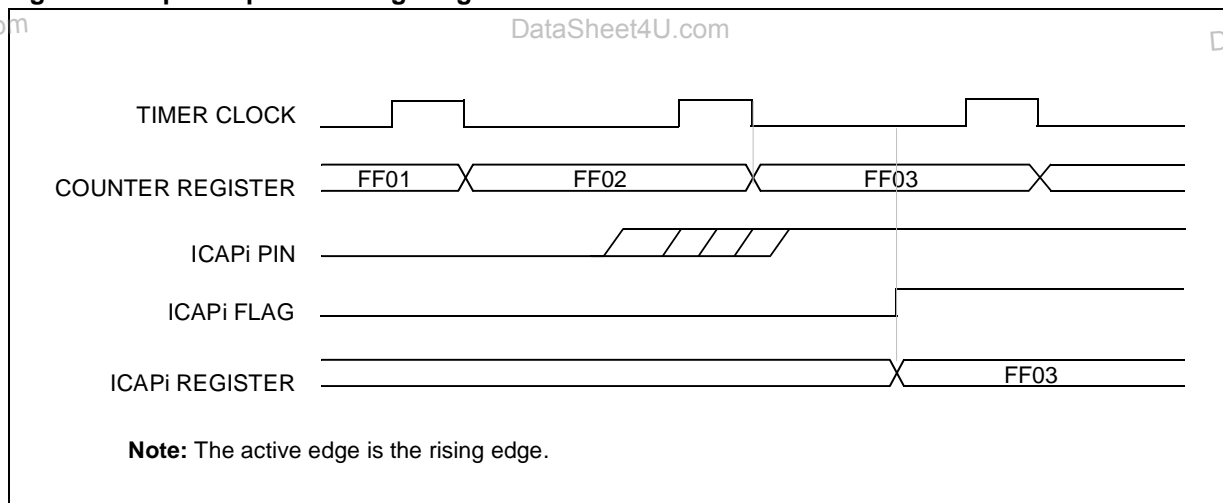 DataSheet4U.com
TIMER CLOCK
COUNTER REGISTER FF01 FF02 FF03
ICAPi PIN
ICAPi FLAG
ICAPi REGISTER FF03
Note: The active edge is the rising edge.